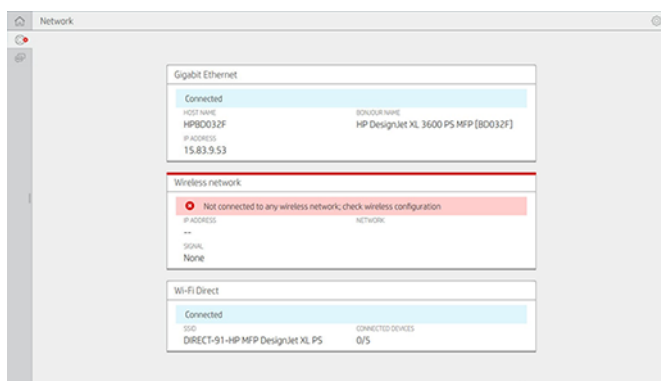 Network
Gigabit Ethernet
Connected
HOST NAME BONJOUR NAME
HPBD032F HP DesignJet XL 3600 PS MFP [BD032F]
IP ADDRESS
15.83.9.53
Wireless network
Not connected to any wireless network; check wireless configuration
IP ADDRESS NETWORK
--
SIGNAL
None
Wi-Fi Direct
Connected
SSID CONNECTED DEVICES
DIRECT-91-HP MFP DesignJet XL PS 0/5